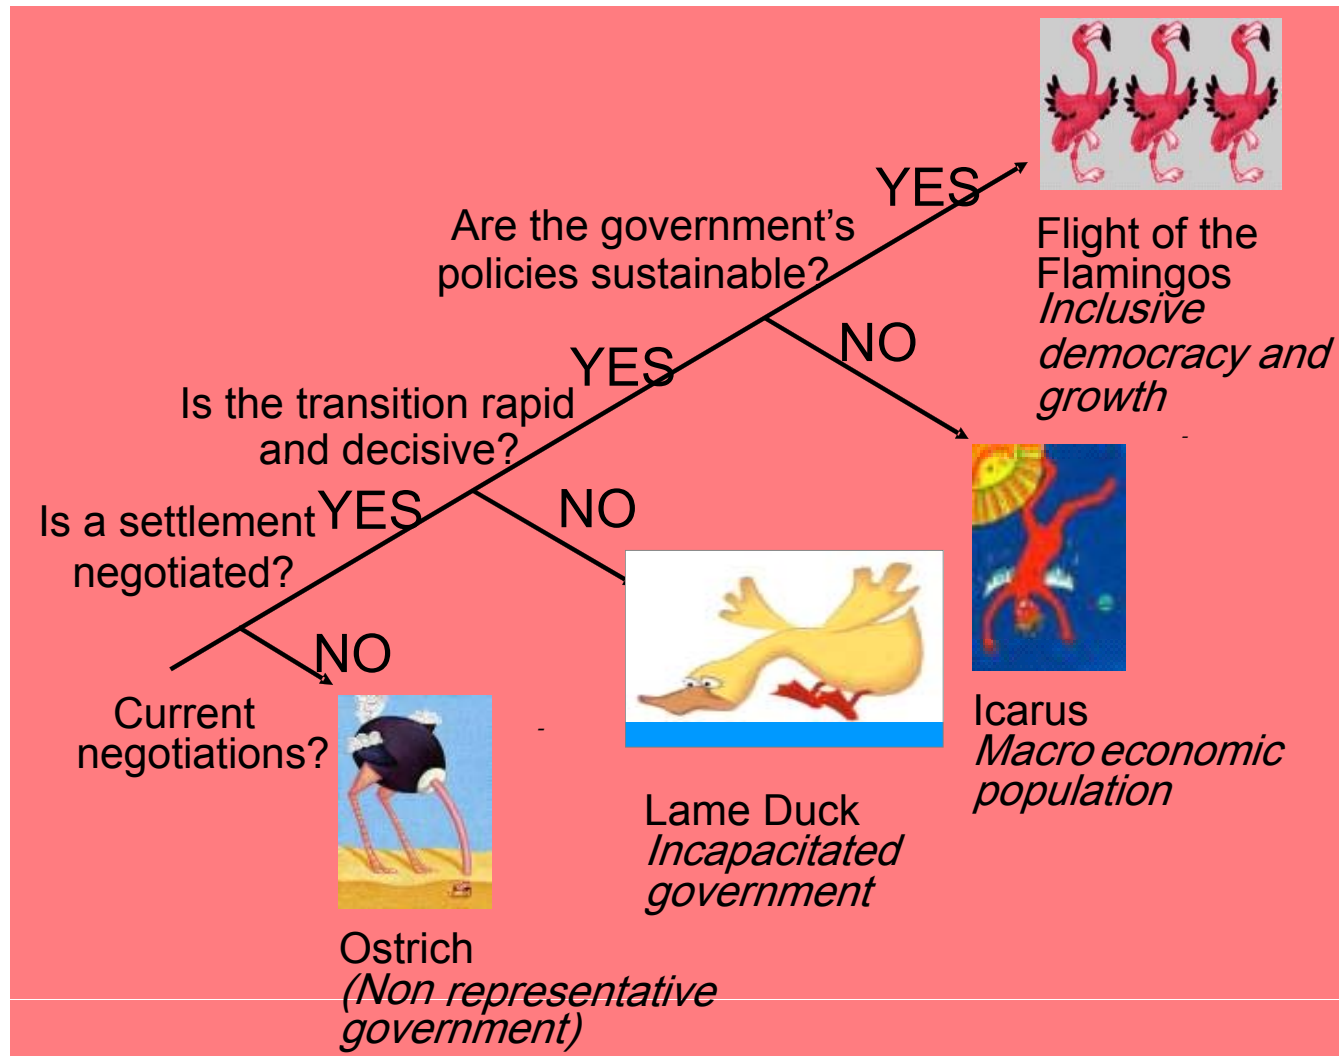 YES
Are the government’s
policies sustainable?
Flight of the
Flamingos
Inclusive
democracy and
growth
NO
YES
Is the transition rapid
and decisive?
NO
YES
Is a settlement
negotiated?
NO
Current
negotiations?
Icarus
Macro economic
population
Lame Duck
Incapacitated
government
Ostrich
(Non representative
government)